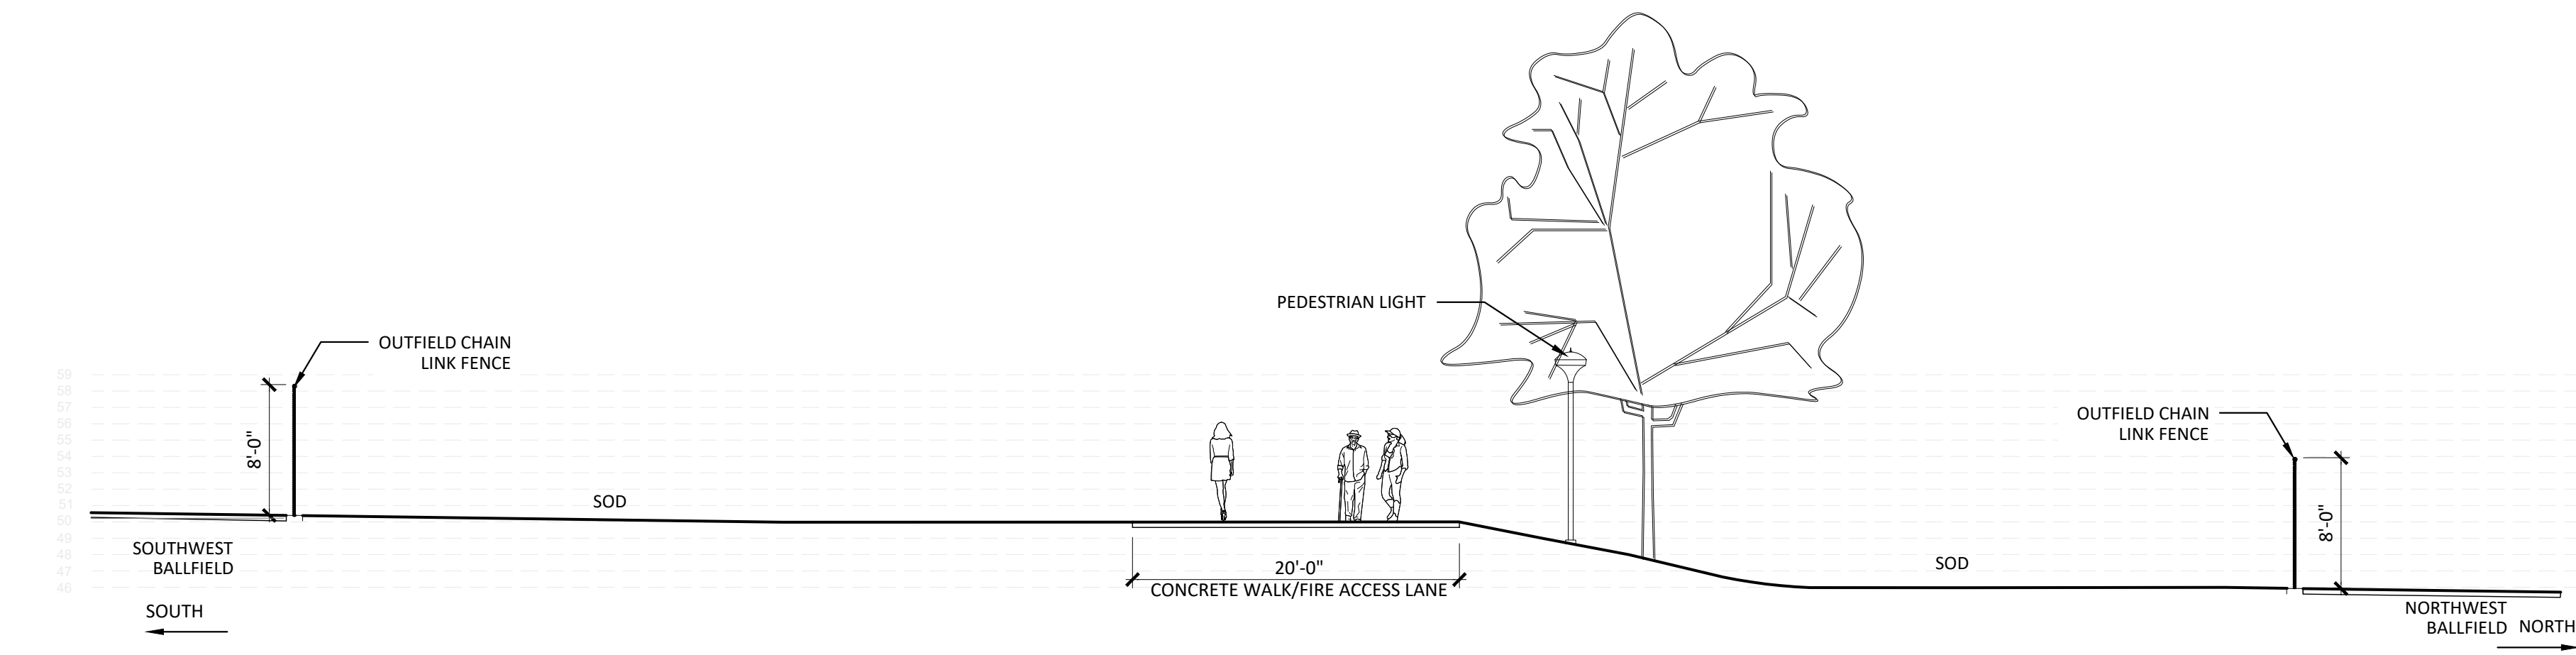 PEDESTRIAN LIGHT
OUTFIELD CHAIN
LINK FENCE
59
58
57
56
55
54
53
52
51
50
49
48
47
46
8'-0"
SOD
SOUTHWEST
BALLFIELD
SOUTH
20'-0"
CONCRETE WALK/FIRE ACCESS LANE
OUTFIELD CHAIN
LINK FENCE
8'-0"
SOD
NORTHWEST
BALLFIELD
NORTH